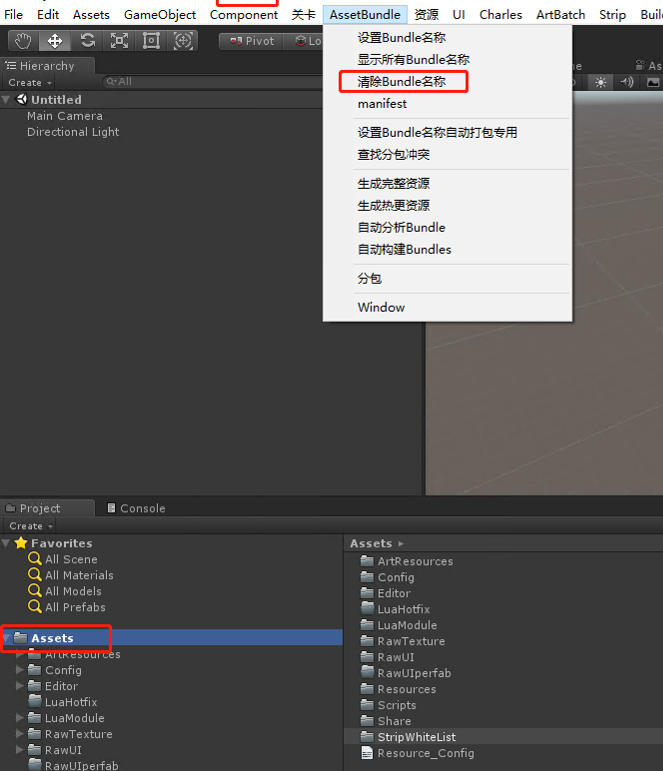 File Edit Assets GameObject Component 关卡 AssetBundle 资源 UI Charles ArtBatch Strip
Pivot Lo
设置Bundle名称
显示所有Bundle名称
清除Bundle名称
manifest
设置Bundle名称自动打包专用
查找分包冲突
生成完整资源
生成热更资源
自动分析Bundle
自动构建Bundles
分包
Window
Hierarchy
Create All
Untitled
Main Camera
Directional Light
Project Console
Create
Favorites
All Scene
All Materials
All Models
All Prefabs
Assets
ArtResources
Config
Editor
LuaHotfix
LuaModule
RawTexture
RawUI
RawUIperfab
Assets
ArtResources
Config
Editor
LuaHotfix
LuaModule
RawTexture
RawUI
RawUIperfab
Resources
Scripts
Share
StripWhiteList
Resource_Config